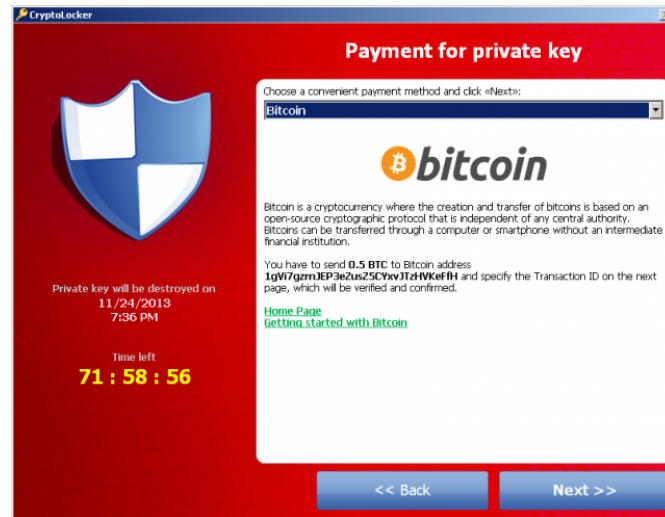 CryptoLocker
Payment for private key
Choose a convenient payment method and click «Next»:
Bitcoin
bitcoin
Bitcoin is a cryptocurrency where the creation and transfer of bitcoins is based on an
open-source cryptographic protocol that is independent of any central authority.
Bitcoins can be transferred through a computer or smartphone without an intermediate
financial institution.
You have to send 0.5 BTC to Bitcoin address
1gVi7gzrnJEP3eZusZ5CYxvJTzHVKeFfH and specify the Transaction ID on the next
page, which will be verified and confirmed.
Home Page
Getting started with Bitcoin
Private key will be destroyed on
11/24/2013
7:36 PM
Time left
71 : 58 : 56
<< Back
Next >>